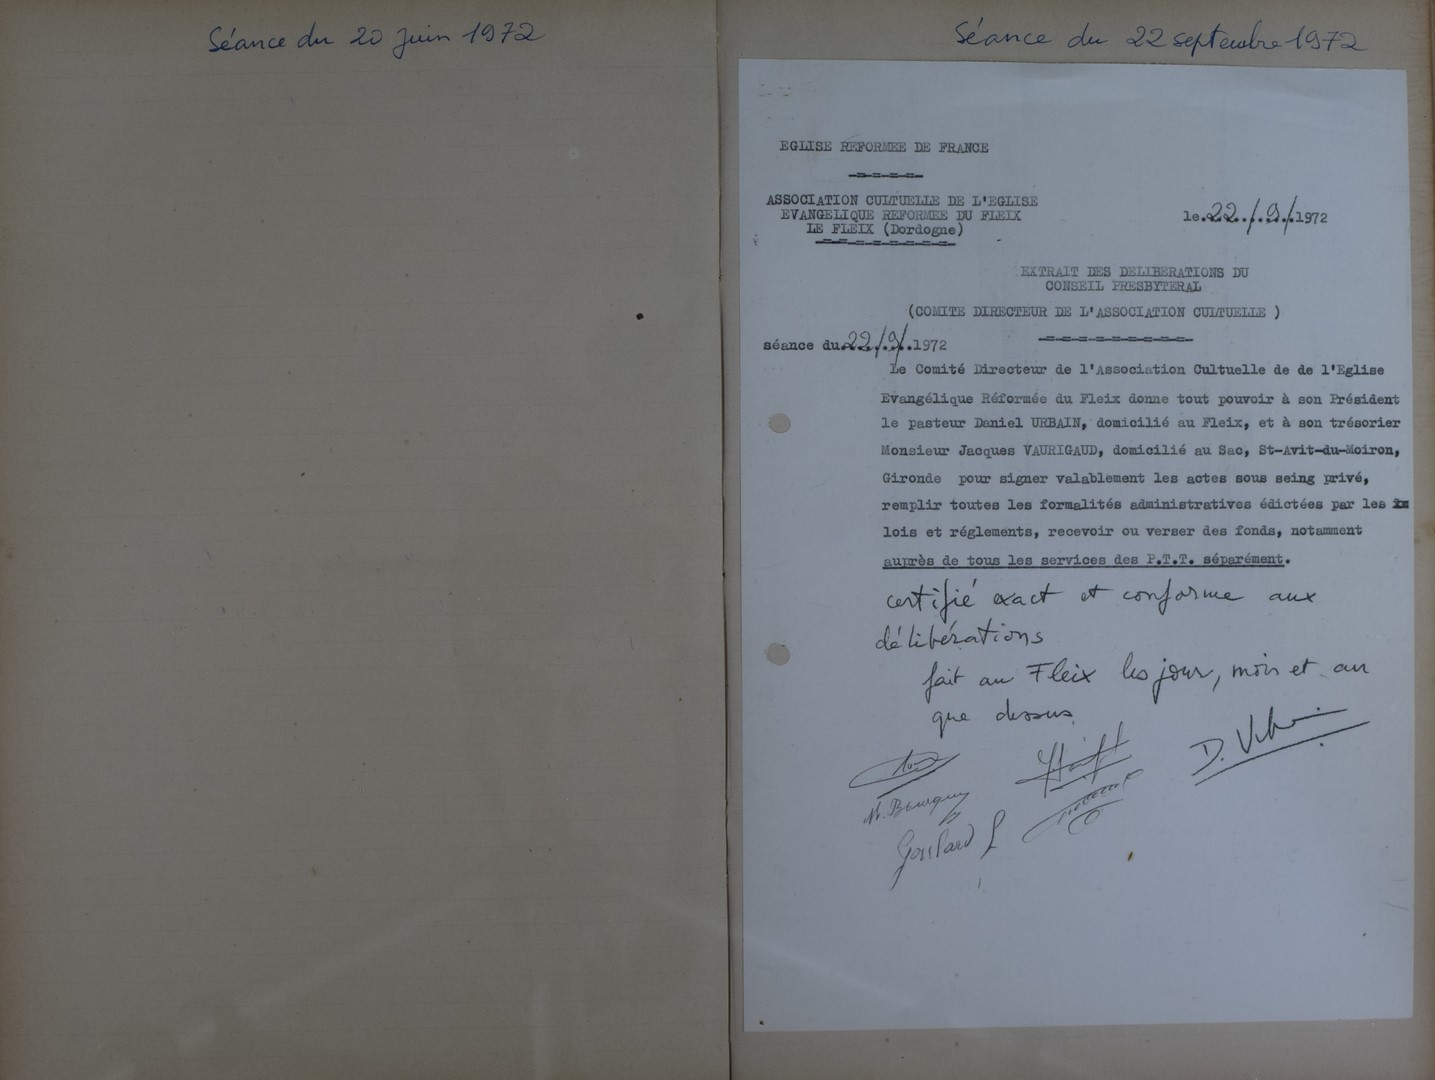 Séance du 20 Juin 1972
Séance du 22 septembre 1972
EGLISE REFORMEE DE FRANCE
ASSOCIATION CULTUELLE DE L'EGLISE
EVANGELIQUE REFORMEE DU FLEIX
LE FLEIX (Dordogne)
le..22../.9./.1972
EXTRAIT DES DELIBERATIONS DU
CONSEIL PRESBYTERAL
(COMITE DIRECTEUR DE L'ASSOCIATION CULTUELLE )
séance du..22./.9/..1972
Le Comité Directeur de l'Association Cultuelle de de l'Eglise
Evangélique Réformée du Fleix donne tout pouvoir à son Président
le pasteur Daniel URBAIN, domicilié au Fleix, et à son trésorier
Monsieur Jacques VAURIGAUD, domicilié au Sac, St-Avit-du-Moiron,
Gironde pour signer valablement les actes sous seing privé,
remplir toutes les formalités administratives édictées par les
lois et réglements, recevoir ou verser des fonds, notamment
auprès de tous les services des P.T.T. séparément.
certifié exact et conforme aux
délibérations
fait au Fleix les jour, mois et an
que dessus
D. Urbain